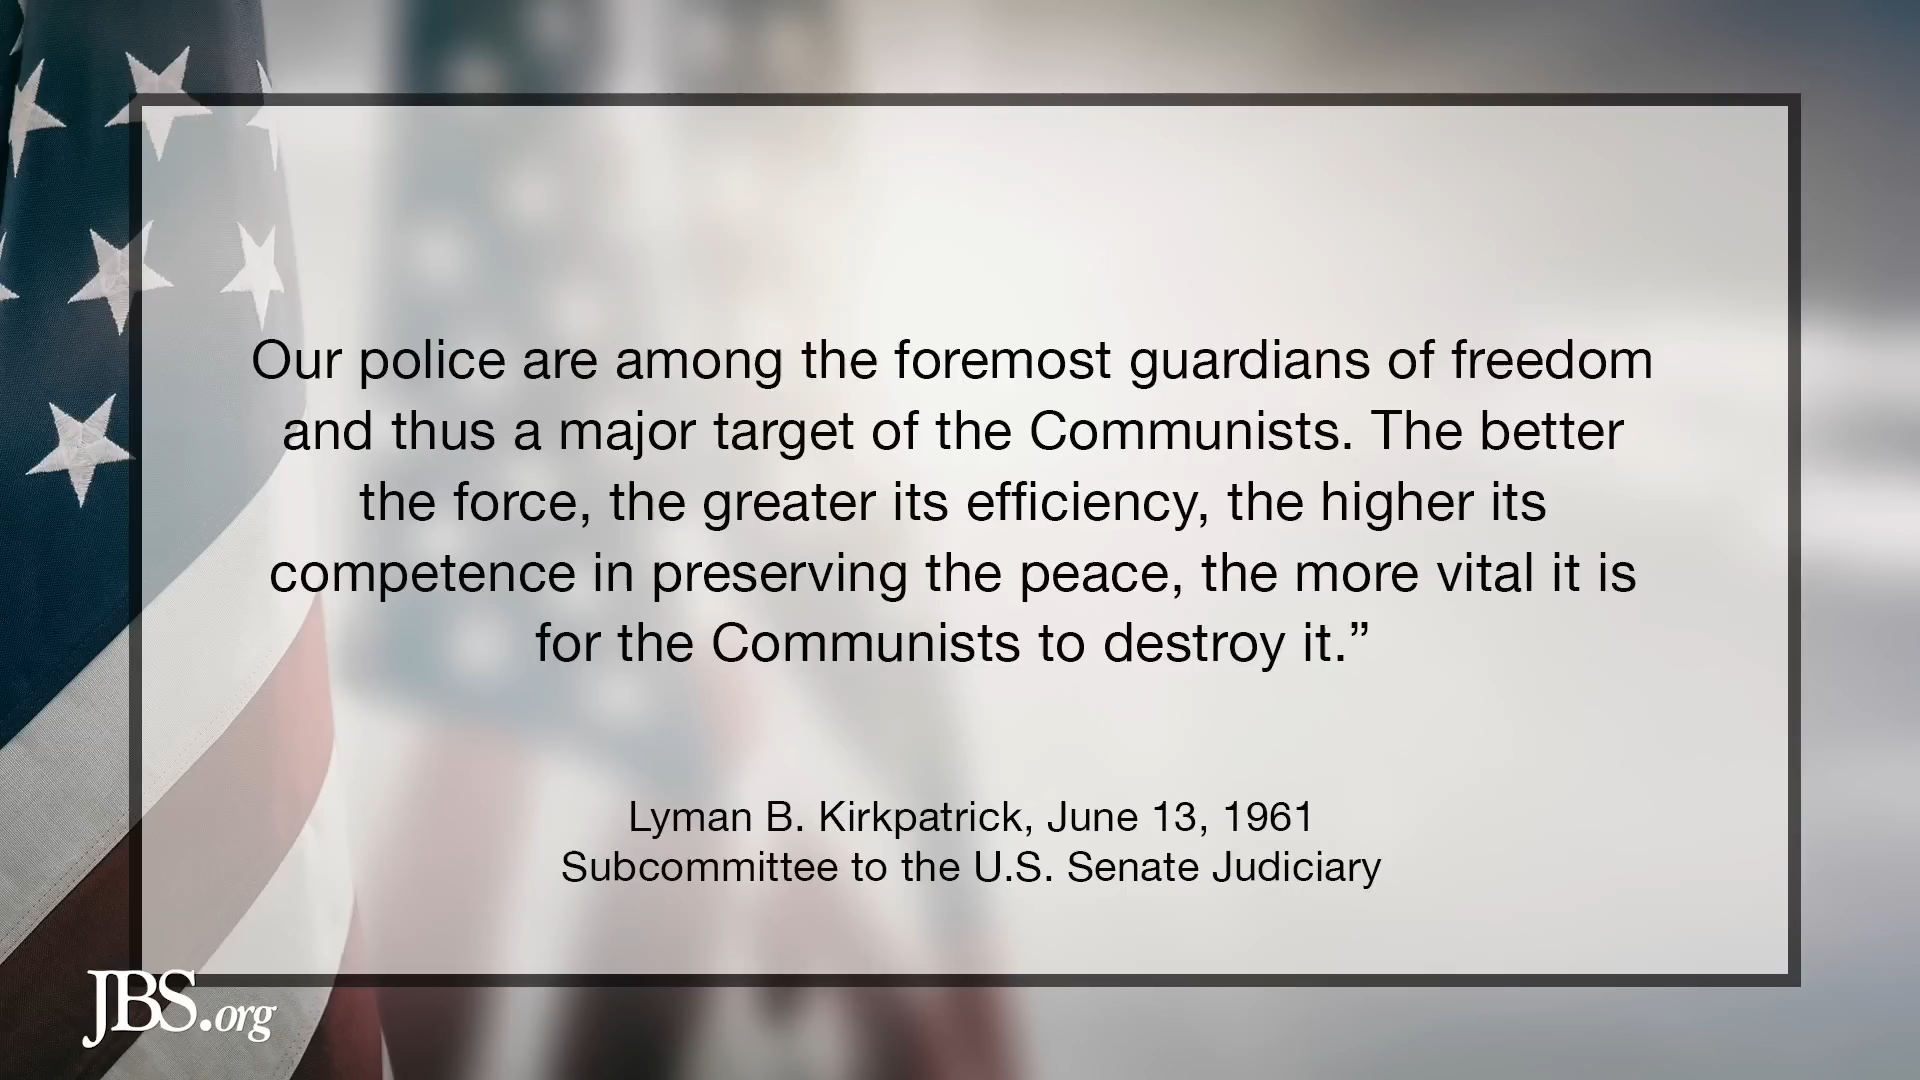 Our police are among the foremost guardians of freedom
and thus a major target of the Communists. The better
the force, the greater its efficiency, the higher its
competence in preserving the peace, the more vital it is
for the Communists to destroy it.”
Lyman B. Kirkpatrick, June 13, 1961
Subcommittee to the U.S. Senate Judiciary
JBS.org